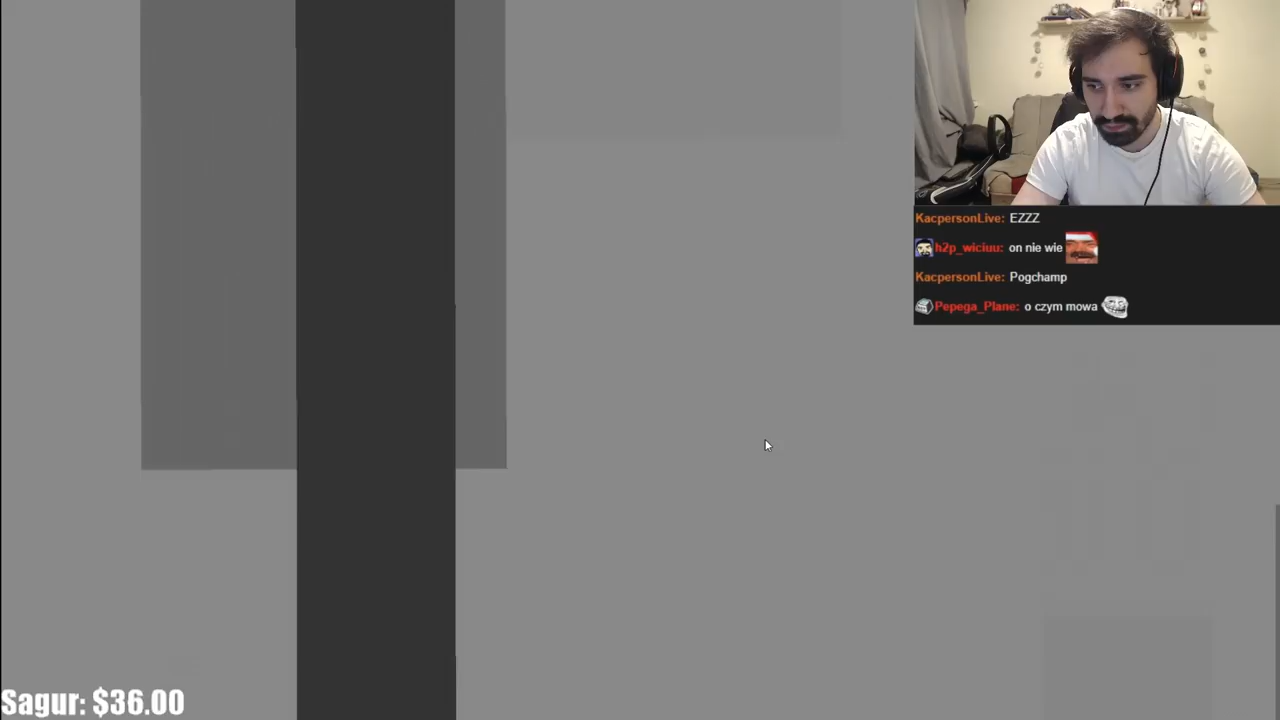 KacpersonLive: EZZZ
h2p_wiciuu: on nie wie
KacpersonLive: Pogchamp
Pepega_Plane: o czym mowa
Sagur: $36.00